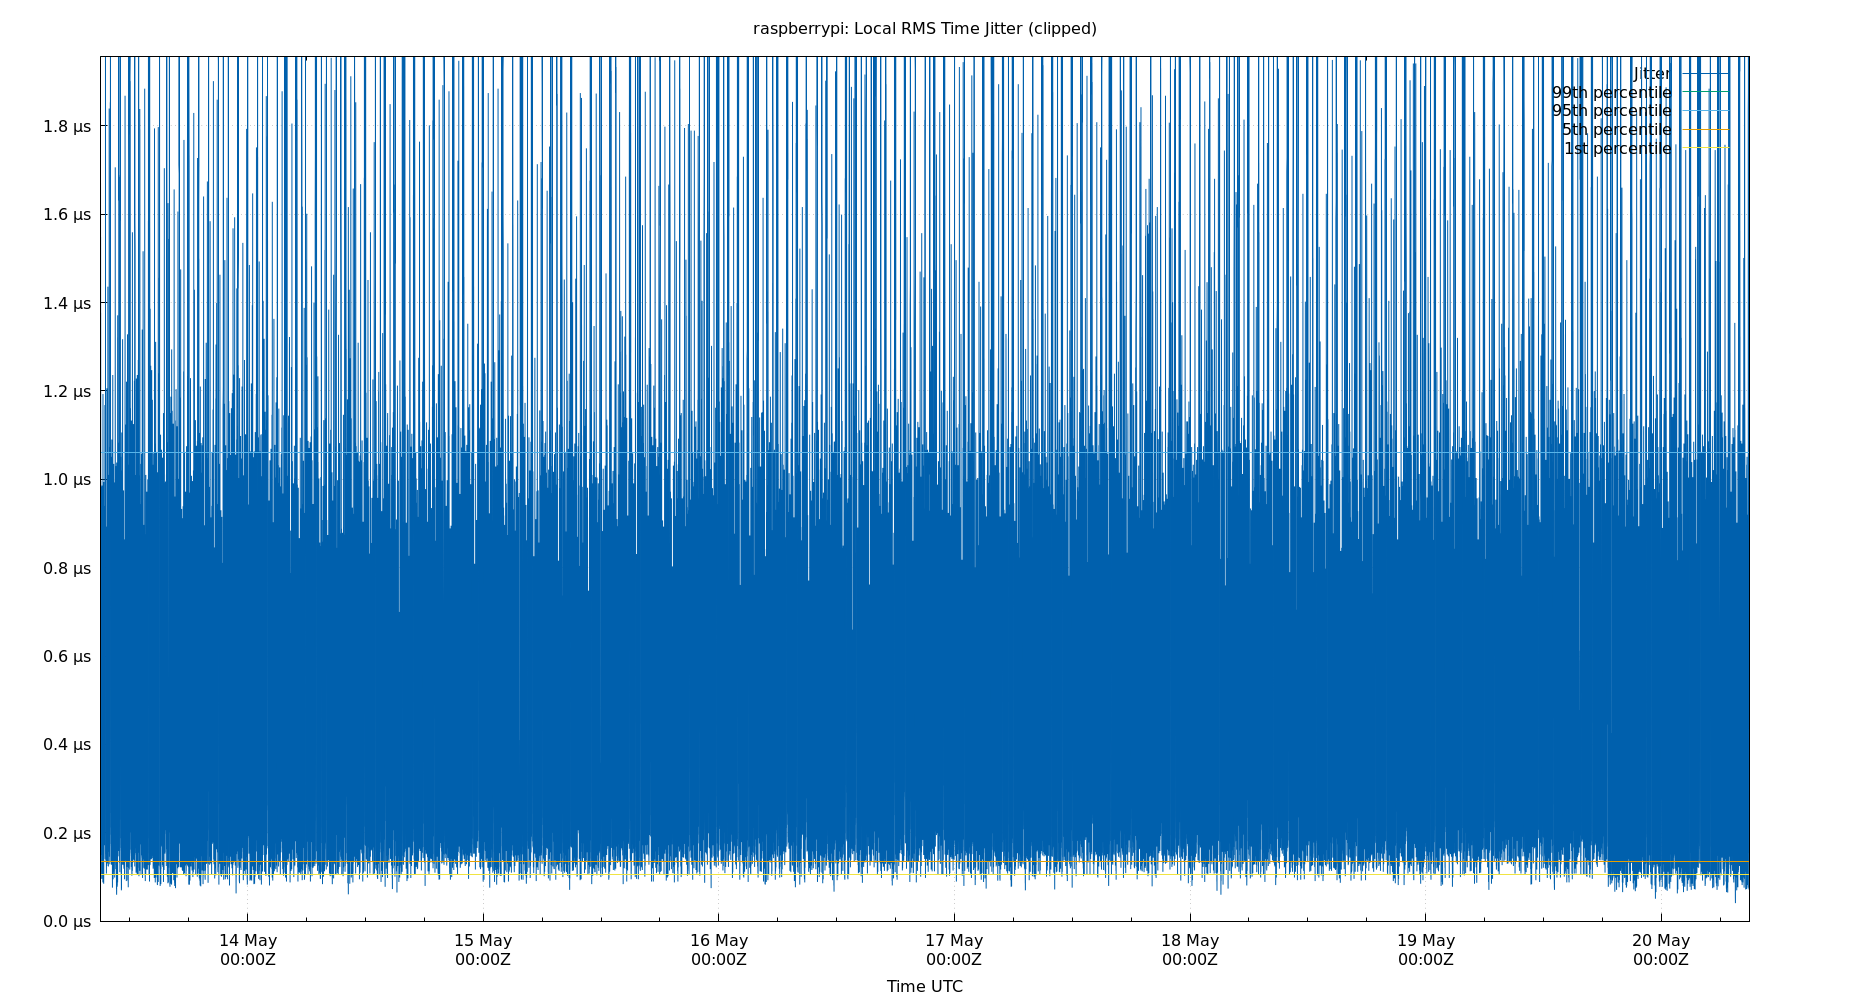 raspberrypi: Local RMS Time Jitter (clipped)
Jitter
99th percentile
95th percentile
5th percentile
1st percentile
1.8 µs
1.6 µs
1.4 µs
1.2 µs
1.0 µs
0.8 µs
0.6 µs
0.4 µs
0.2 µs
0.0 µs
14 May 15 May 16 May 17 May 18 May 19 May 20 May
00:00Z 00:00Z 00:00Z 00:00Z 00:00Z 00:00Z 00:00Z
Time UTC